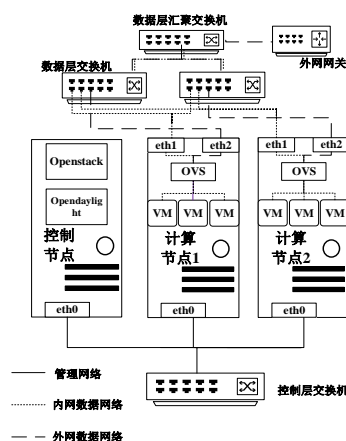 数据层汇聚交换机
数据层交换机
外网网关
eth1
eth2
eth1
eth2
Openstack
OVS
OVS
Opendaylig
ht
VM
VM
VM
VM
VM
VM
控制
节点
计算
节点1
计算
节点2
eth0
eth0
eth0
管理网络
控制层交换机
内网数据网络
外网数据网络